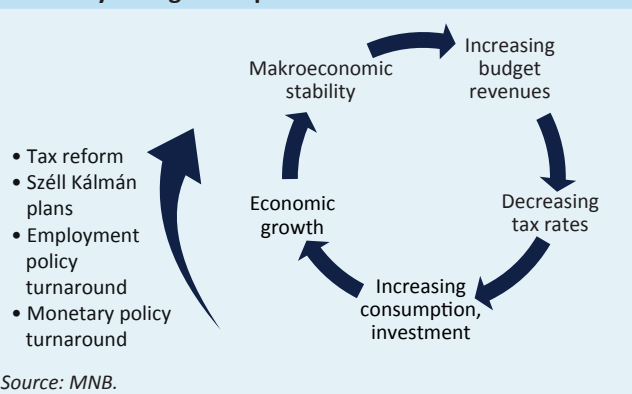 Makroeconomic
stability
Increasing
budget
revenues
Decreasing
tax rates
Increasing
consumption,
investment
Economic
growth
• Tax reform
• Széll Kálmán
plans
• Employment
policy
turnaround
• Monetary policy
turnaround
Source: MNB.